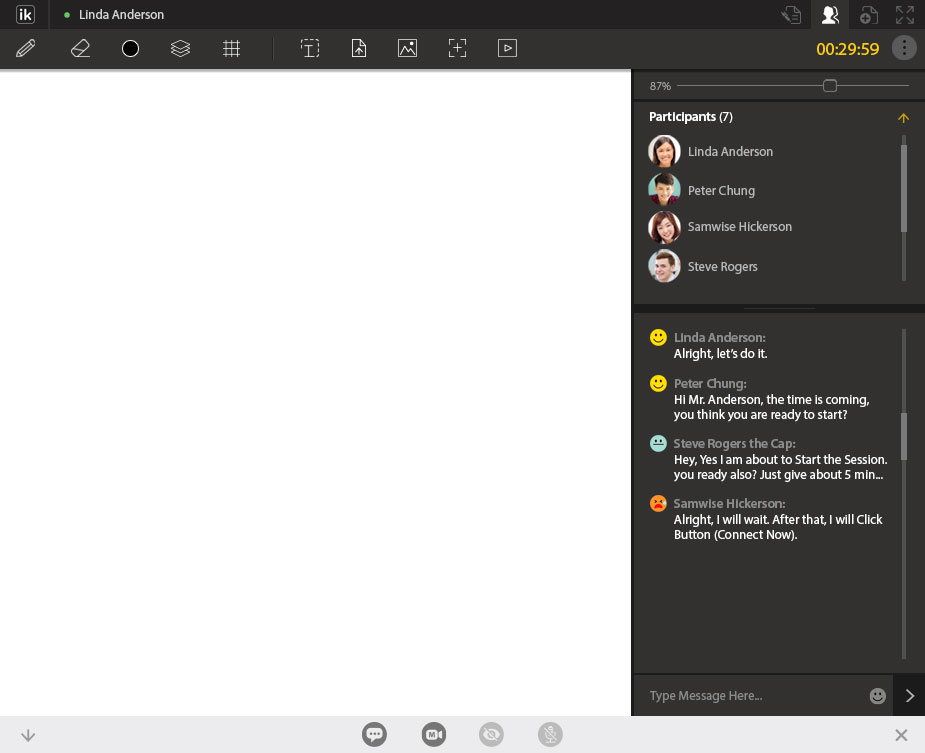 ik
Linda Anderson
T
00:29:59
87%
Participants (7)
Linda Anderson
Peter Chung
Samwise Hickerson
Steve Rogers
Linda Anderson:
Alright, let's do it.
Peter Chung:
Hi Mr. Anderson, the time is coming,
you think you are ready to start?
Steve Rogers the Cap:
Hey, Yes I am about to Start the Session.
you ready also? Just give about 5 min...
Samwise Hickerson:
Alright, I will wait. After that, I will Click
Button (Connect Now).
Type Message Here...
M